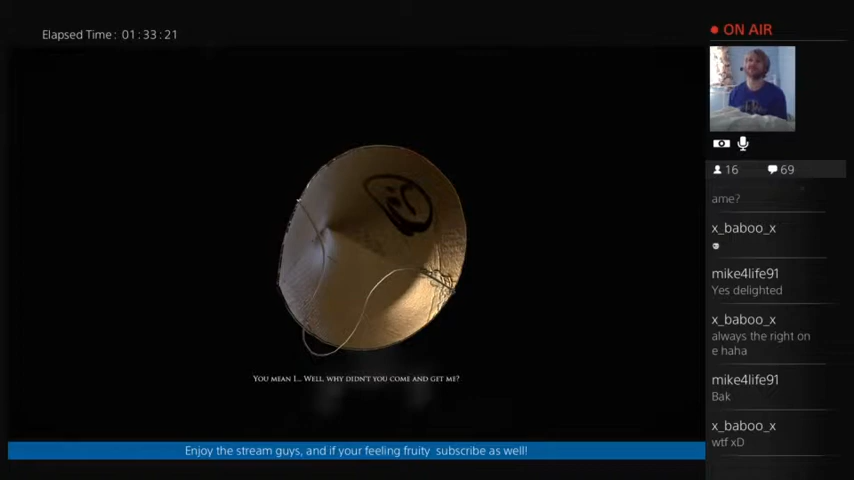 Elapsed Time: 01:33:21
ON AIR
16
69
ame?
x_baboo_x
mike4life91
Yes delighted
x_baboo_x
always the right on
e haha
mike4life91
Bak
x_baboo_x
wtf xD
YOU MEAN I... WELL, WHY DIDN'T YOU COME AND GET ME?
Enjoy the stream guys, and if your feeling fruity subscribe as well!